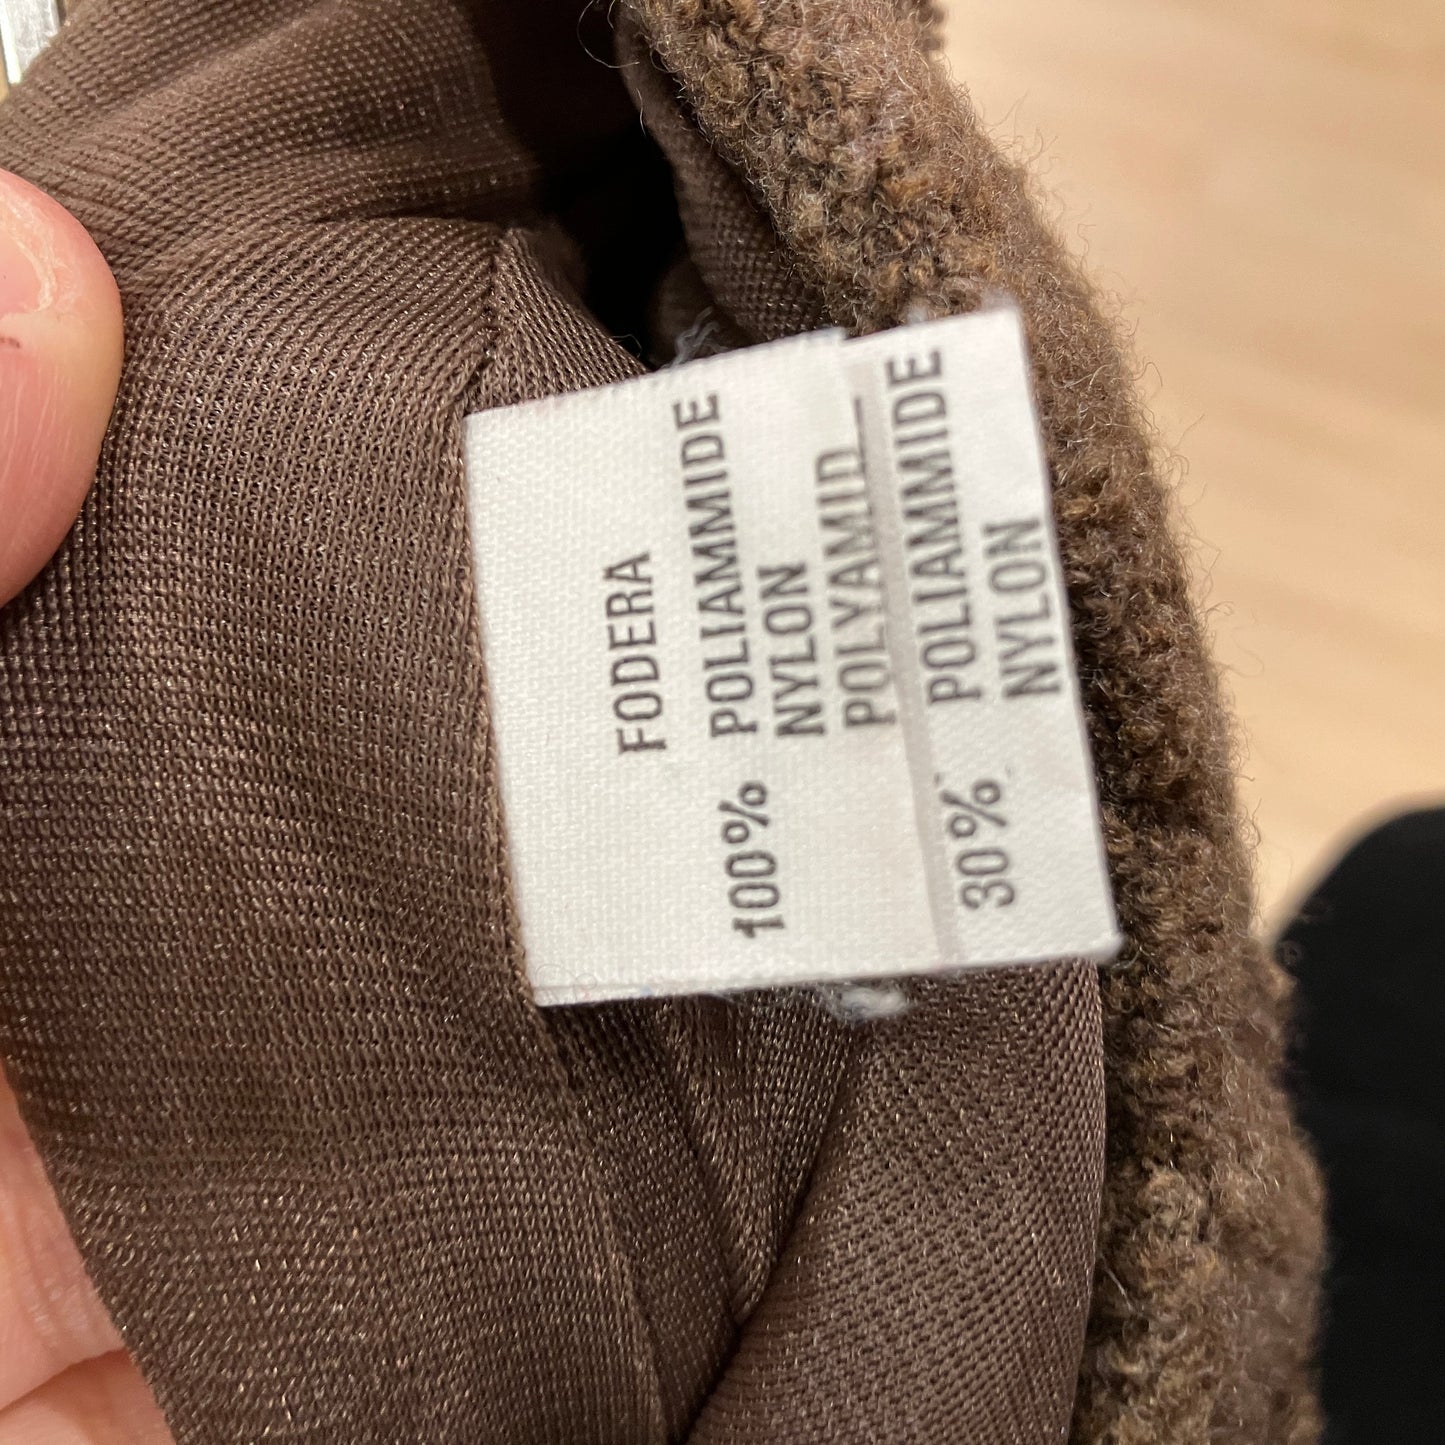 FODERA
100% POLIAMMIDE
NYLON
POLYAMID
30% POLIAMMIDE
NYLON